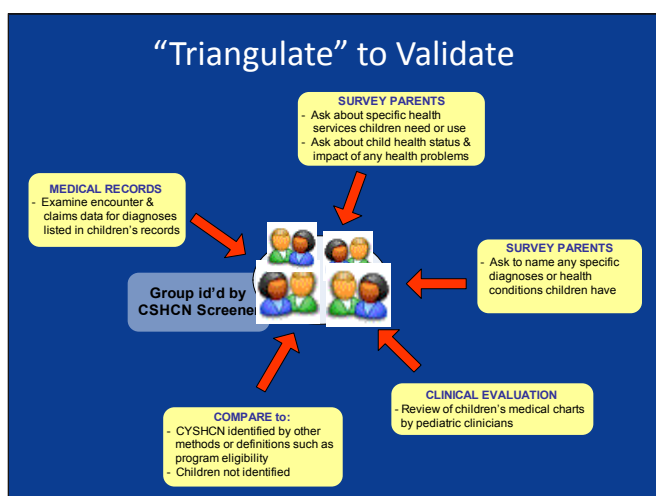 “Triangulate” to Validate
SURVEY PARENTS
- Ask about specific health
services children need or use
- Ask about child health status &
impact of any health problems
MEDICAL RECORDS
- Examine encounter &
claims data for diagnoses
listed in children’s records
SURVEY PARENTS
- Ask to name any specific
diagnoses or health
conditions children have
Group id’d by
CSHCN Screener
CLINICAL EVALUATION
- Review of children’s medical charts
by pediatric clinicians
COMPARE to:
- CYSHCN identified by other
methods or definitions such as
program eligibility
- Children not identified